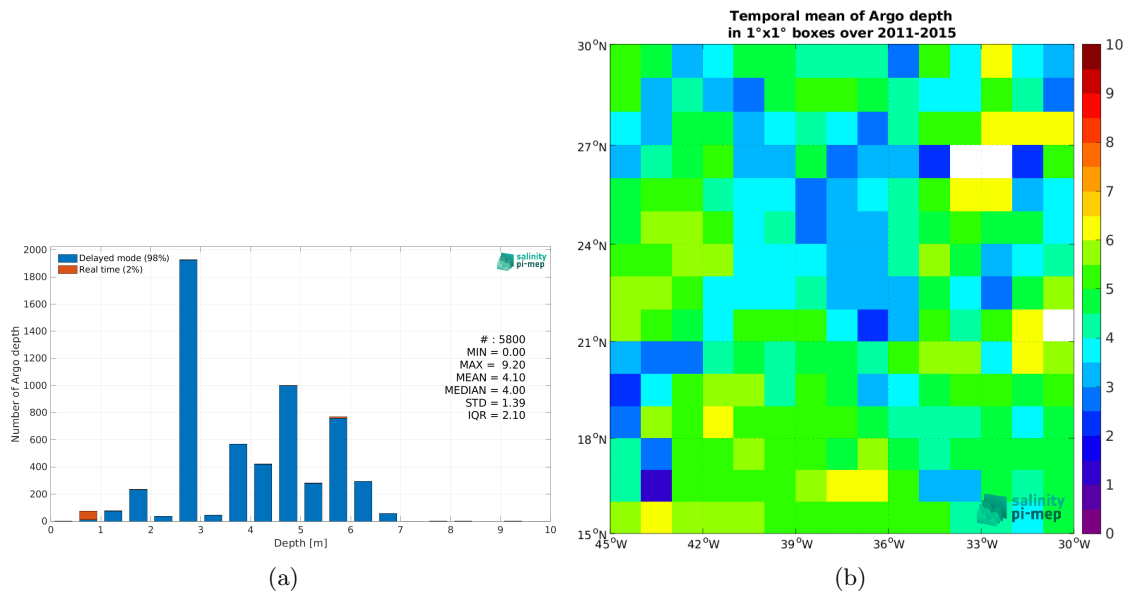 Delayed mode (98%)
Real time (2%)
salinity
pi-mep
Number of Argo depth
2000
1800
1600
1400
1200
1000
800
600
400
200
0
# : 5800
MIN = 0.00
MAX = 9.20
MEAN = 4.10
MEDIAN = 4.00
STD = 1.39
IQR = 2.10
0 1 2 3 4 5 6 7 8 9 10
Depth [m]
(a)
Temporal mean of Argo depth
in 1°x1° boxes over 2011-2015
30°N
27°N
24°N
21°N
18°N
15°N
45°W 42°W 39°W 36°W 33°W 30°W
salinity
pi-mep
10
9
8
7
6
5
4
3
2
1
0
(b)